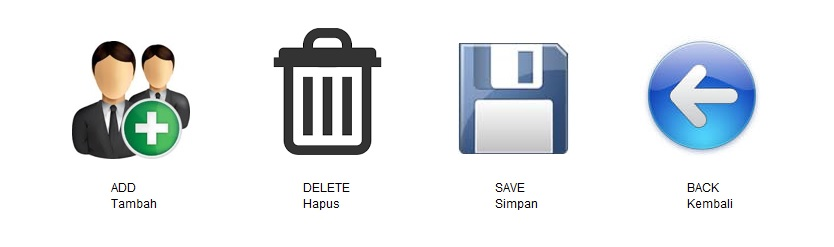 ADD
Tambah
DELETE
Hapus
SAVE
Simpan
BACK
Kembali